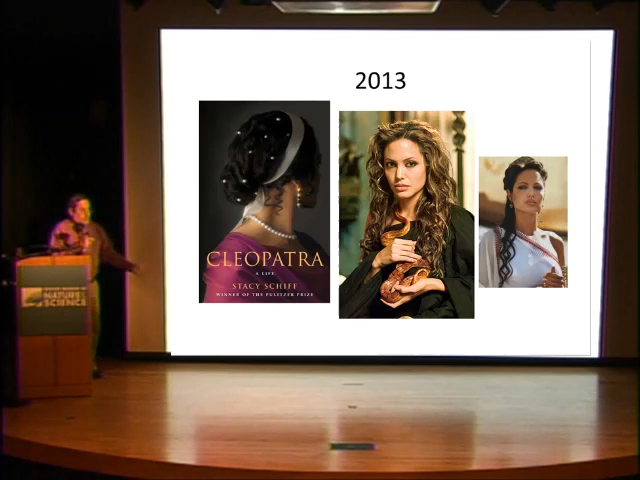 2013
CLEOPATRA
A LIFE
STACY SCHIFF
WINNER OF THE PULITZER PRIZE
NATURE
SCIENCE